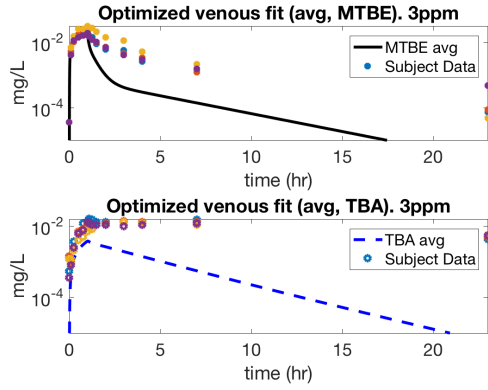 Optimized venous fit (avg, MTBE). 3ppm
10-2
10-4
mg/L
MTBE avg
Subject Data
0 5 10 15 20
time (hr)
Optimized venous fit (avg, TBA). 3ppm
10-2
10-4
mg/L
TBA avg
Subject Data
0 5 10 15 20
time (hr)